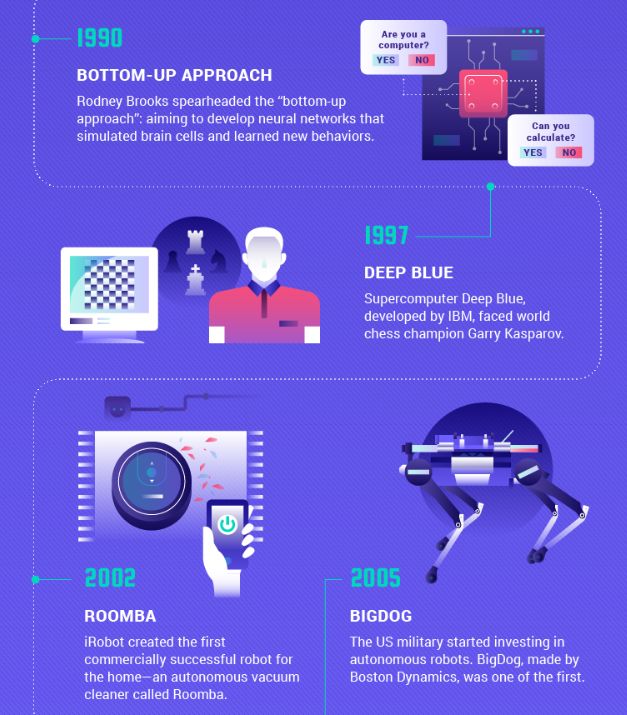 1990
BOTTOM-UP APPROACH
Rodney Brooks spearheaded the “bottom-up
approach”: aiming to develop neural networks that
simulated brain cells and learned new behaviors.
Are you a
computer?
YES NO
Can you
calculate?
YES NO
1997
DEEP BLUE
Supercomputer Deep Blue,
developed by IBM, faced world
chess champion Garry Kasparov.
2002
ROOMBA
iRobot created the first
commercially successful robot for
the home—an autonomous vacuum
cleaner called Roomba.
2005
BIGDOG
The US military started investing in
autonomous robots. BigDog, made by
Boston Dynamics, was one of the first.